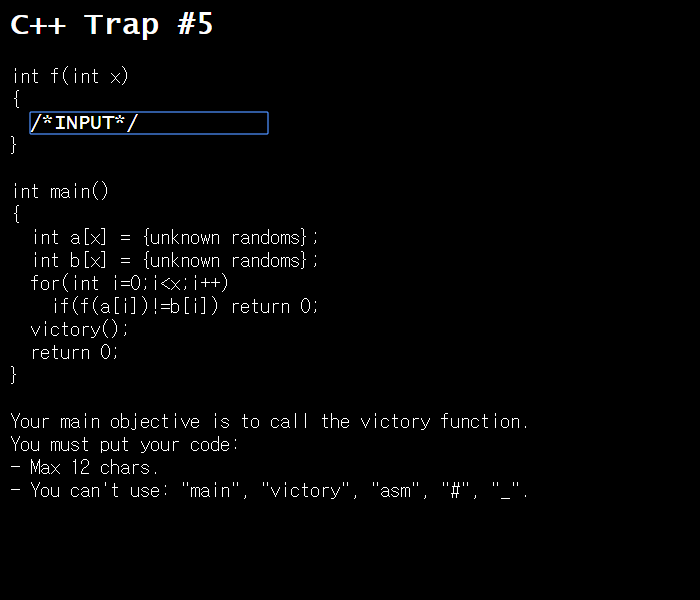 C++ Trap #5
int f(int x)
{
/*INPUT*/
}
int main()
{
int a[x] = {unknown randoms};
int b[x] = {unknown randoms};
for(int i=0;i<x;i++)
if(f(a[i])!=b[i]) return 0;
victory();
return 0;
}
Your main objective is to call the victory function.
You must put your code:
- Max 12 chars.
- You can't use: "main", "victory", "asm", "#", "_".